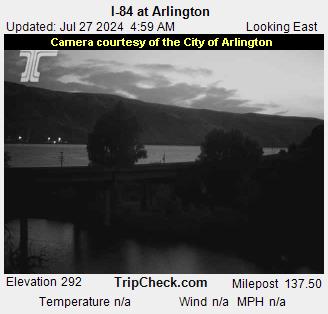 I-84 at Arlington
Updated: Jul 27 2024 4:59 AM Looking East
Camera courtesy of the City of Arlington
Elevation 292 TripCheck.com Milepost 137.50
Temperature n/a Wind n/a MPH n/a